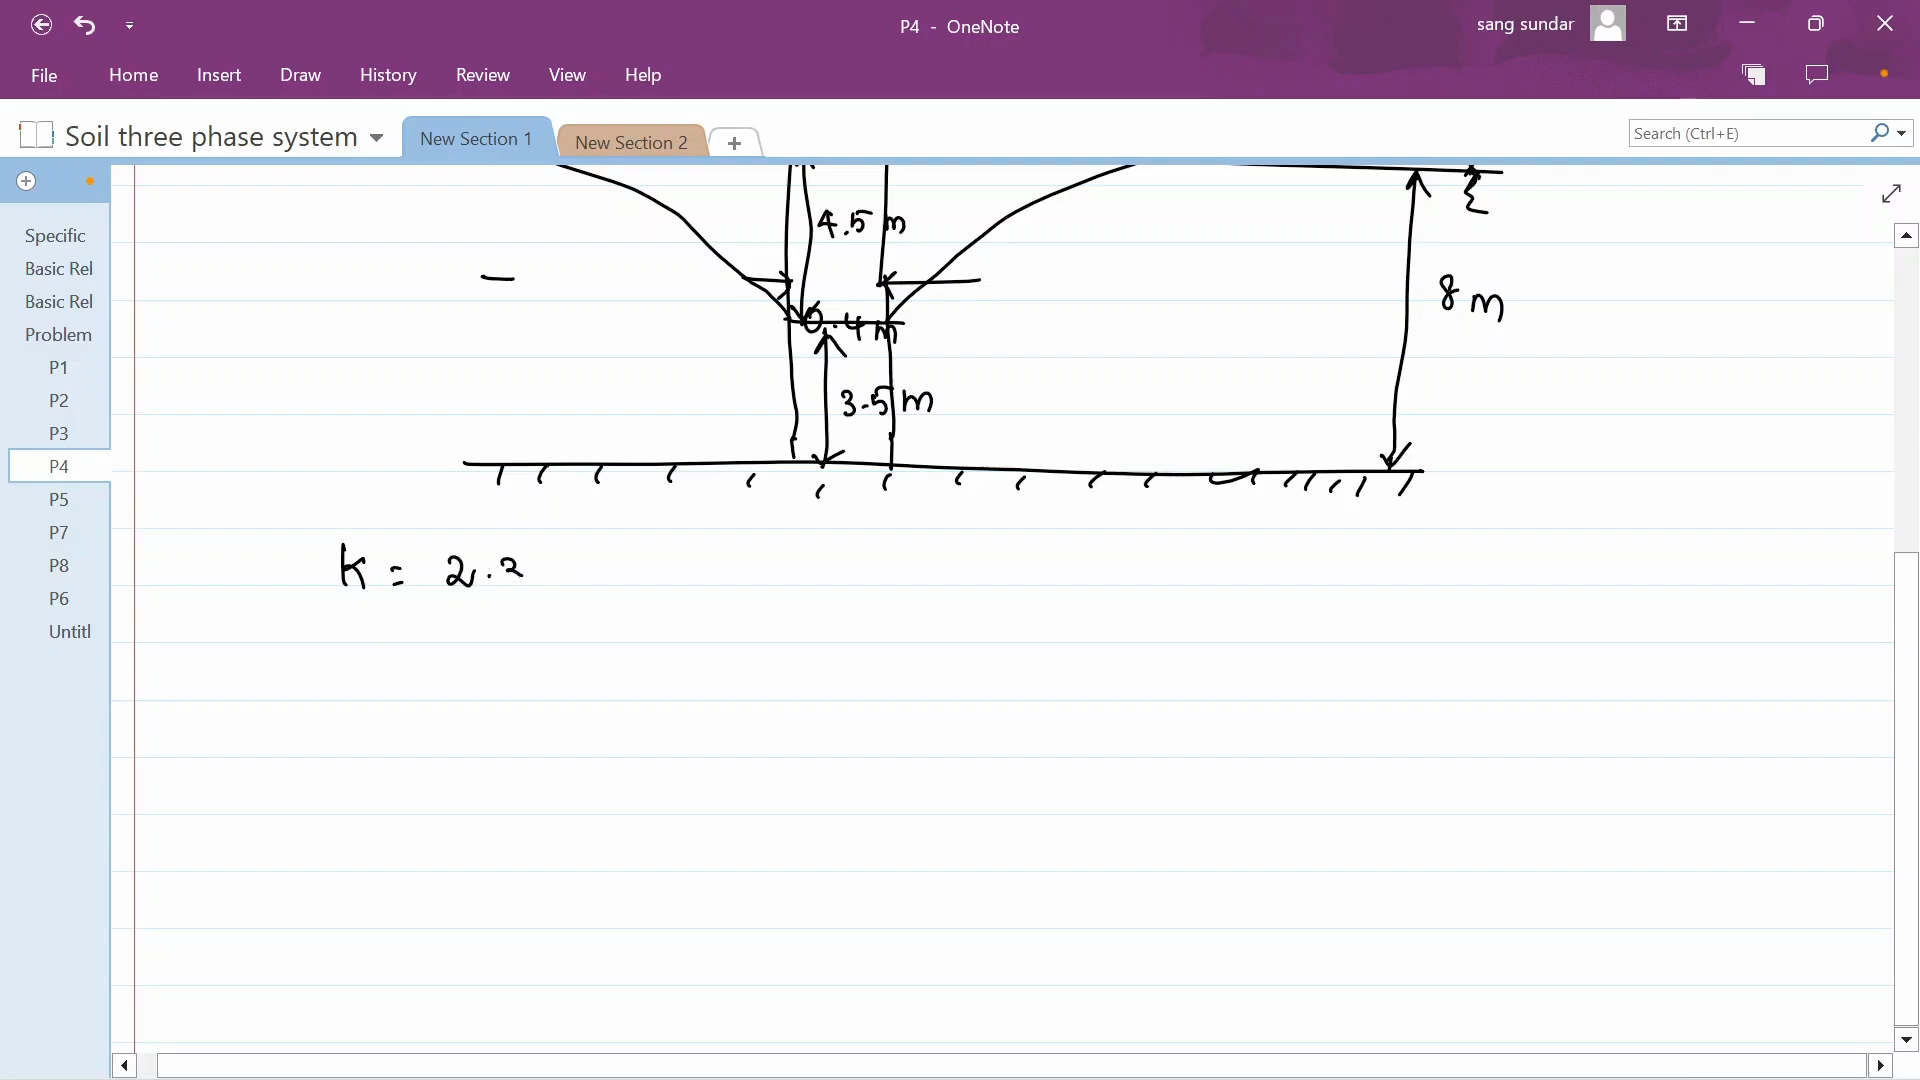 P4 - OneNote
sang sundar
File Home Insert Draw History Review View Help
Soil three phase system
New Section 1
New Section 2
+
Search (Ctrl+E)
Specific
Basic Rel
Basic Rel
Problem
P1
P2
P3
P4
P5
P7
P8
P6
Untitl
4.5 m
0.4 m
8 m
3.5 m
K = 2.3